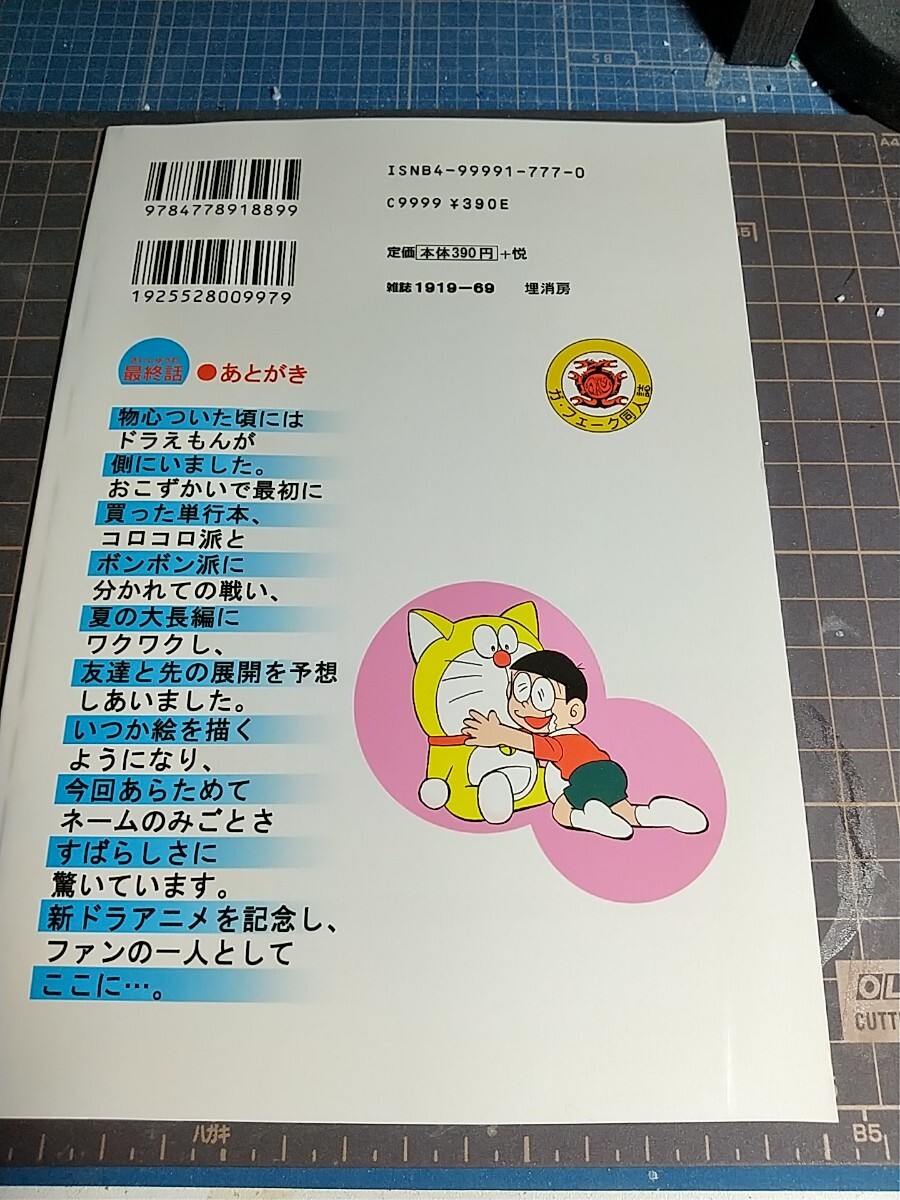 B5
A4
9784778918899
ISNB4-99991-777-0
C9999 ¥390E
1925528009979
定価 本体390円 +悦
雑誌 1919-69 埋消房
最終話 ●あとがき
ガ・フェーク同人誌
物心ついた頃には
ドラえもんが
側にいました。
おこずかいで最初に
買った単行本、
コロコロ派と
ボンボン派に
分かれての戦い、
夏の大長編に
ワクワクし、
友達と先の展開を予想
しあいました。
いつか絵を描く
ようになり、
今回あらためて
ネームのみごとさ
すばらしさに
驚いています。
新ドラアニメを記念し、
ファンの一人として
ここに…。
OL
CUTT
ハガキ
B5